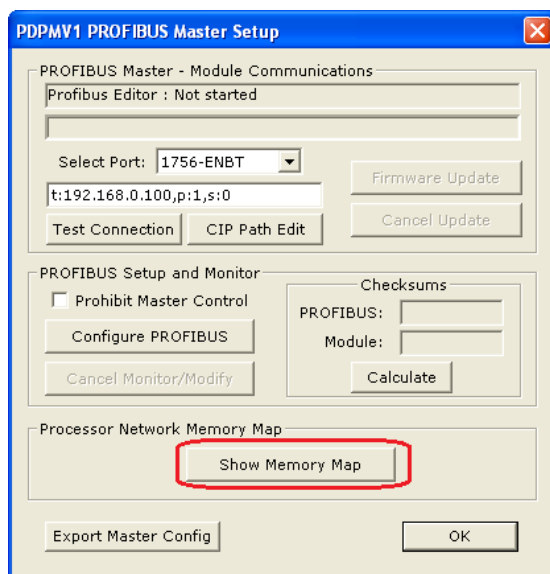 PDPMV1 PROFIBUS Master Setup
PROFIBUS Master - Module Communications
Profibus Editor : Not started
Select Port: 1756-ENBT
t:192.168.0.100,p:1,s:0
Firmware Update
Test Connection CIP Path Edit
Cancel Update
PROFIBUS Setup and Monitor
Prohibit Master Control
Configure PROFIBUS
Cancel Monitor/Modify
Checksums
PROFIBUS:
Module:
Calculate
Processor Network Memory Map
Show Memory Map
Export Master Config OK